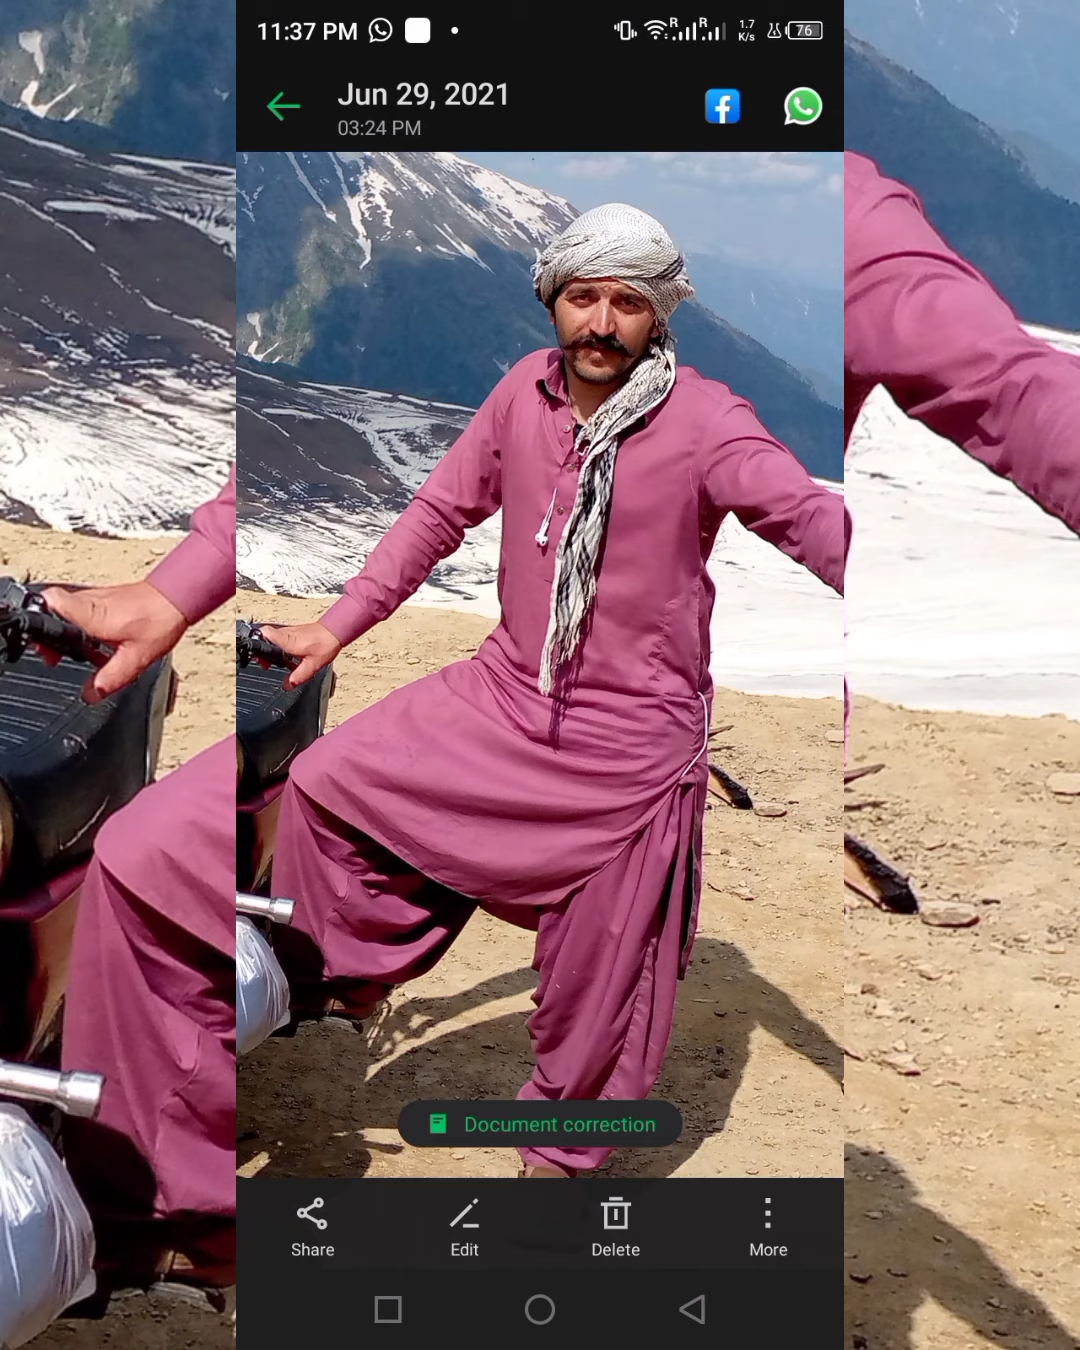 11:37 PM R R 1.7 K/s 76
Jun 29, 2021
03:24 PM
Document correction
Share Edit Delete More